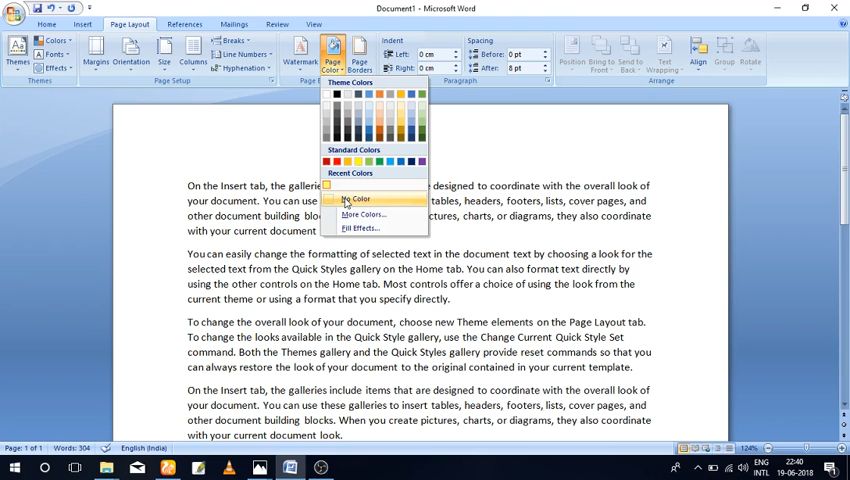 Document1 - Microsoft Word
Home Insert Page Layout References Mailings Review View
Themes
Colors
Fonts
Effects
Themes
Margins
Orientation
Size
Columns
Breaks
Line Numbers
Hyphenation
Page Setup
Watermark
Page
Color
Page
Borders
Page B
Indent
Left: 0 cm
Right: 0 cm
Spacing
Before: 0 pt
After: 8 pt
Paragraph
Position
Bring to
Front
Send to
Back
Text
Wrapping
Align
Group
Rotate
Arrange
Theme Colors
Standard Colors
Recent Colors
No Color
More Colors...
Fill Effects...
On the Insert tab, the galleries designed to coordinate with the overall look of
your document. You can use tables, headers, footers, lists, cover pages, and
other document building bloc ctures, charts, or diagrams, they also coordinate
with your current document
You can easily change the formatting of selected text in the document text by choosing a look for the
selected text from the Quick Styles gallery on the Home tab. You can also format text directly by
using the other controls on the Home tab. Most controls offer a choice of using the look from the
current theme or using a format that you specify directly.
To change the overall look of your document, choose new Theme elements on the Page Layout tab.
To change the looks available in the Quick Style gallery, use the Change Current Quick Style Set
command. Both the Themes gallery and the Quick Styles gallery provide reset commands so that you
can always restore the look of your document to the original contained in your current template.
On the Insert tab, the galleries include items that are designed to coordinate with the overall look of
your document. You can use these galleries to insert tables, headers, footers, lists, cover pages, and
other document building blocks. When you create pictures, charts, or diagrams, they also coordinate
with your current document look.
Page: 1 of 1 Words: 304 English (India) 124%
ENG
INTL
22:40
19-06-2018